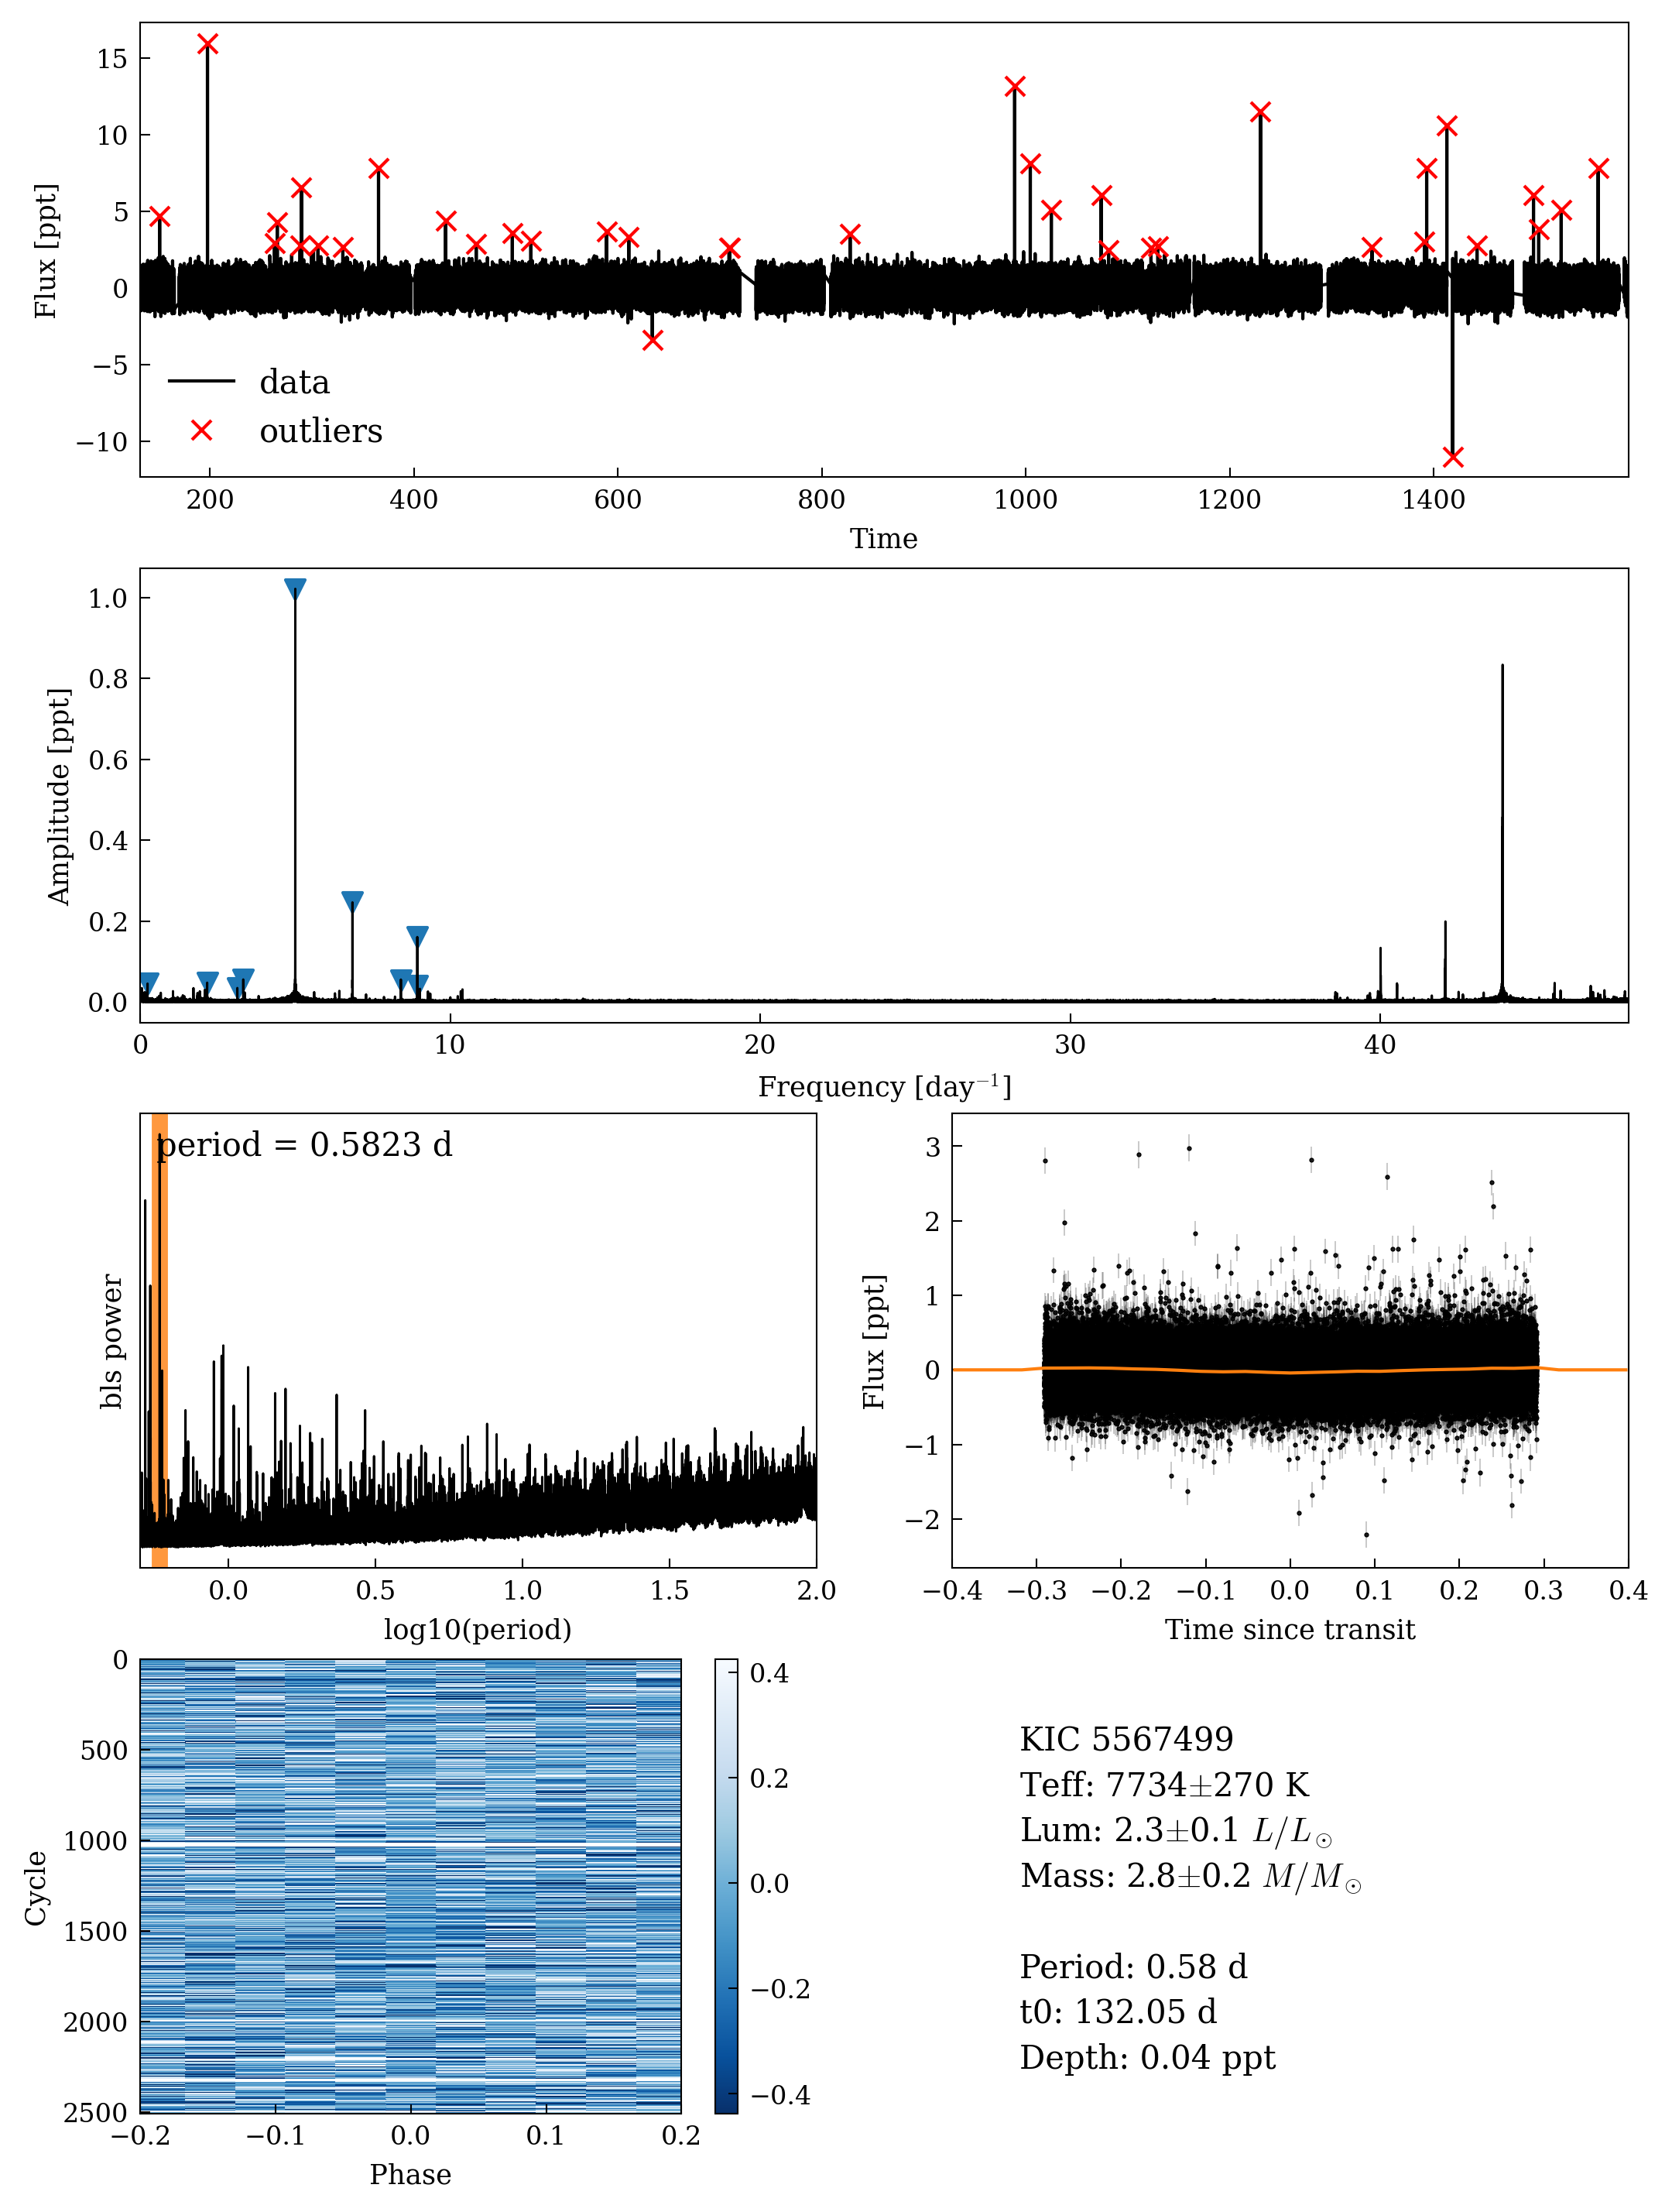 15
10
5
0
−5
−10
Flux [ppt]
data
outliers
200 400 600 800 1000 1200 1400
Time
1.0
0.8
0.6
0.4
0.2
0.0
Amplitude [ppt]
0 10 20 30 40
Frequency [day⁻¹]
period = 0.5823 d
bls power
0.0 0.5 1.0 1.5 2.0
log10(period)
3
2
1
0
−1
−2
Flux [ppt]
−0.4 −0.3 −0.2 −0.1 0.0 0.1 0.2 0.3 0.4
Time since transit
0
500
1000
1500
2000
2500
Cycle
−0.2 −0.1 0.0 0.1 0.2
Phase
0.4
0.2
0.0
−0.2
−0.4
KIC 5567499
Teff: 7734±270 K
Lum: 2.3±0.1 L/L⊙
Mass: 2.8±0.2 M/M⊙
Period: 0.58 d
t0: 132.05 d
Depth: 0.04 ppt